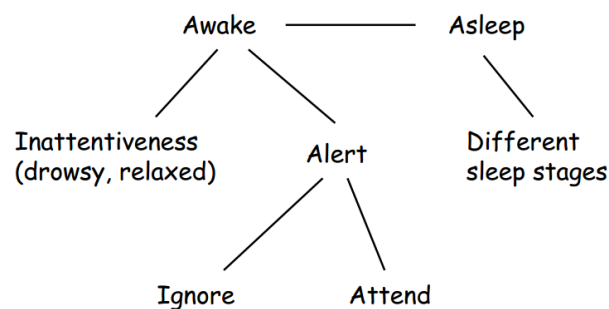 Awake
Asleep
Inattentiveness
(drowsy, relaxed)
Alert
Different
sleep stages
Ignore
Attend